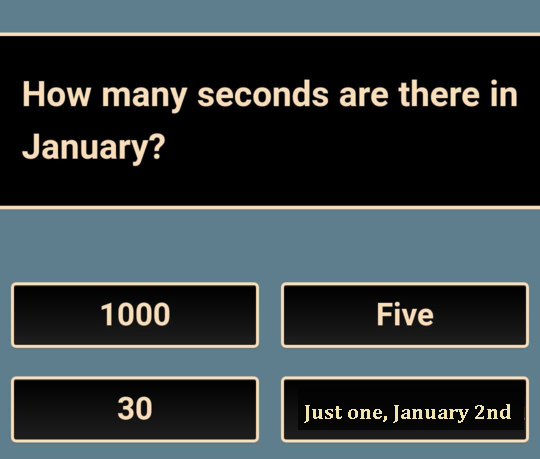 How many seconds are there in
January?
1000
Five
30
Just one, January 2nd